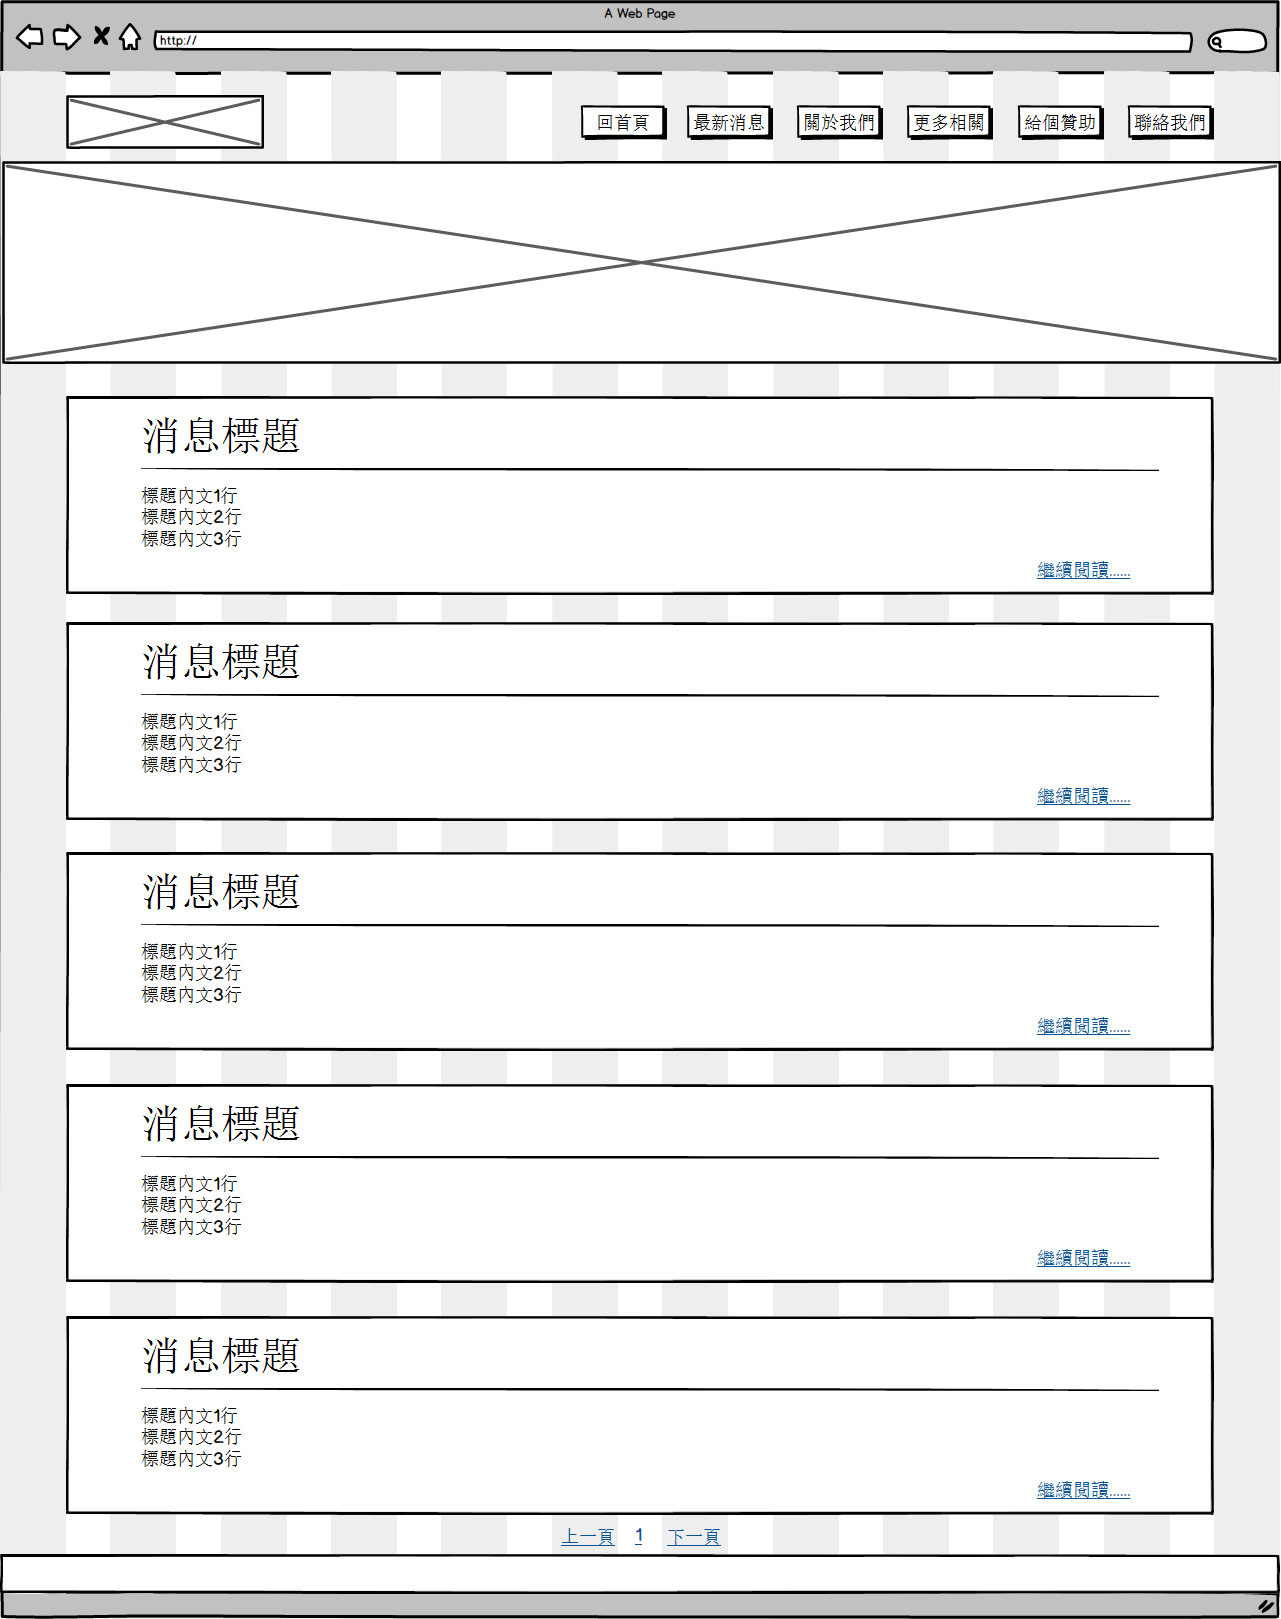 A Web Page
http://
回首頁
最新消息
關於我們
更多相關
給個贊助
聯絡我們
消息標題
標題內文1行
標題內文2行
標題內文3行
繼續閱讀......
消息標題
標題內文1行
標題內文2行
標題內文3行
繼續閱讀......
消息標題
標題內文1行
標題內文2行
標題內文3行
繼續閱讀......
消息標題
標題內文1行
標題內文2行
標題內文3行
繼續閱讀......
消息標題
標題內文1行
標題內文2行
標題內文3行
繼續閱讀......
上一頁 1 下一頁